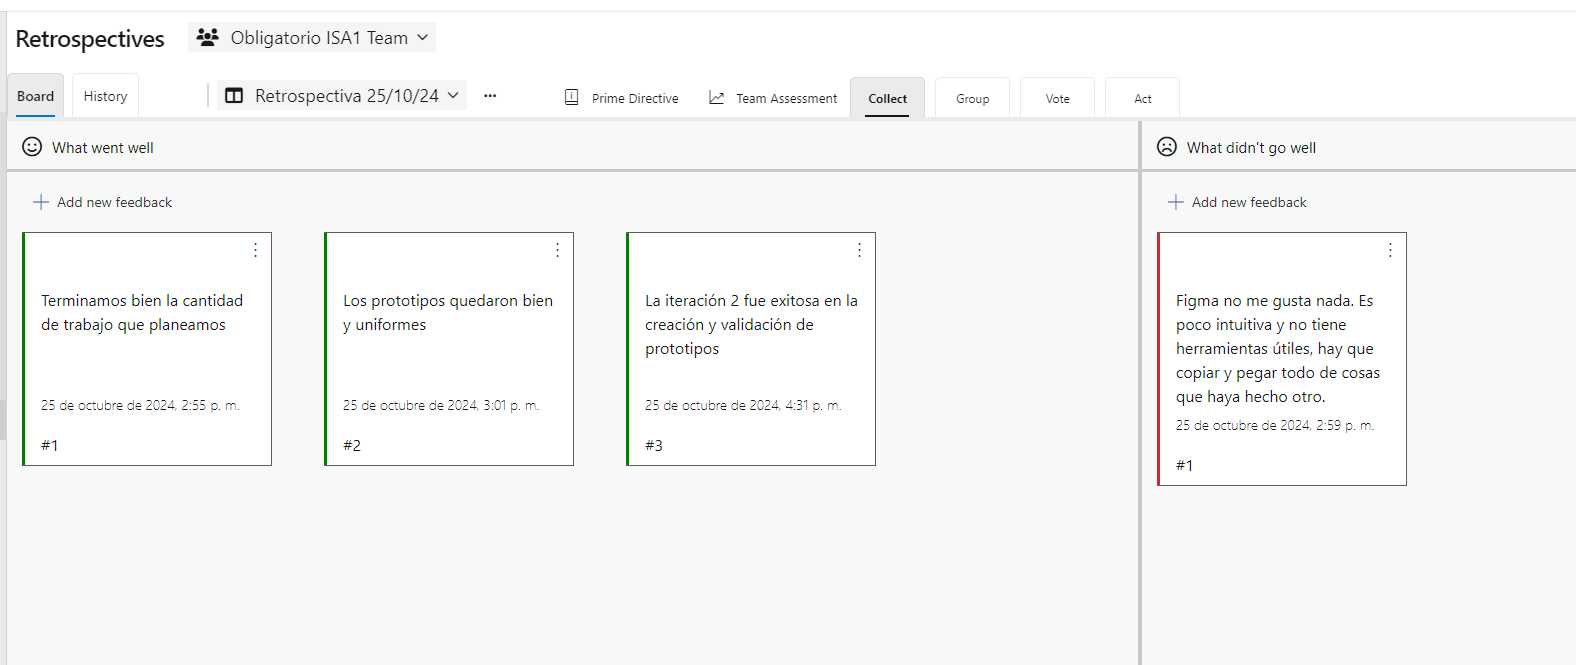 Retrospectives
Obligatorio ISA1 Team
Board
History
Retrospectiva 25/10/24
Prime Directive
Team Assessment
Collect
Group
Vote
Act
What went well
What didn't go well
Add new feedback
Add new feedback
Terminamos bien la cantidad
de trabajo que planeamos
25 de octubre de 2024, 2:55 p. m.
#1
Los prototipos quedaron bien
y uniformes
25 de octubre de 2024, 3:01 p. m.
#2
La iteración 2 fue exitosa en la
creación y validación de
prototipos
25 de octubre de 2024, 4:31 p. m.
#3
Figma no me gusta nada. Es
poco intuitiva y no tiene
herramientas útiles, hay que
copiar y pegar todo de cosas
que haya hecho otro.
25 de octubre de 2024, 2:59 p. m.
#1